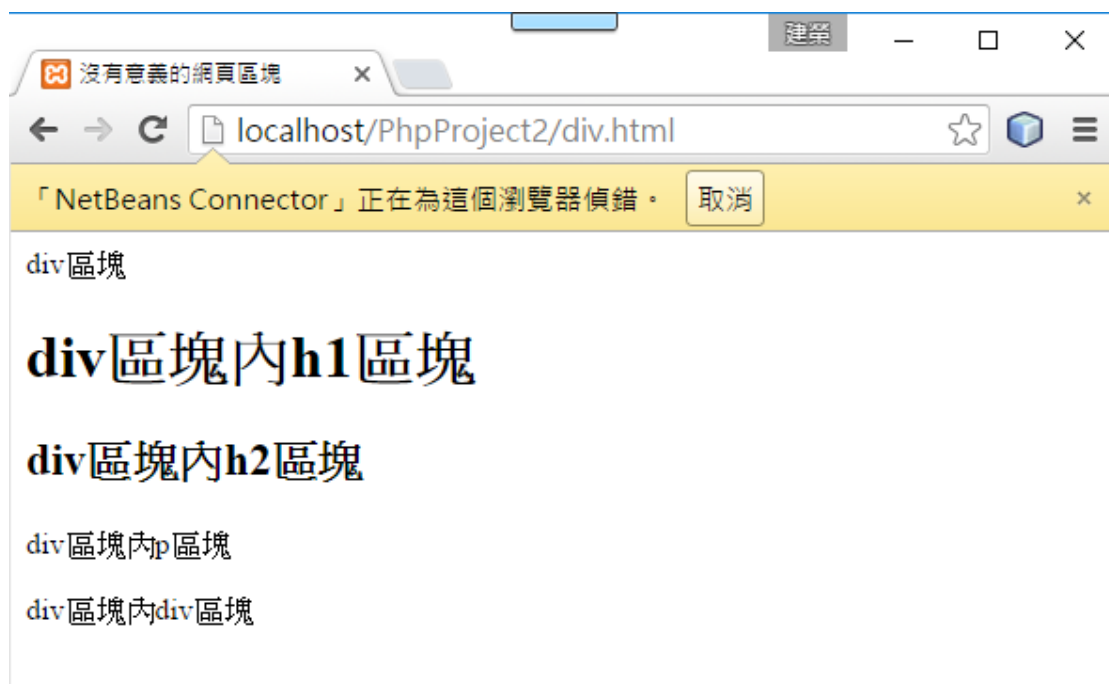 建榮
沒有意義的網頁區塊
localhost/PhpProject2/div.html
「NetBeans Connector」正在為這個瀏覽器偵錯。 取消
div區塊
div區塊內h1區塊
div區塊內h2區塊
div區塊內p區塊
div區塊內div區塊